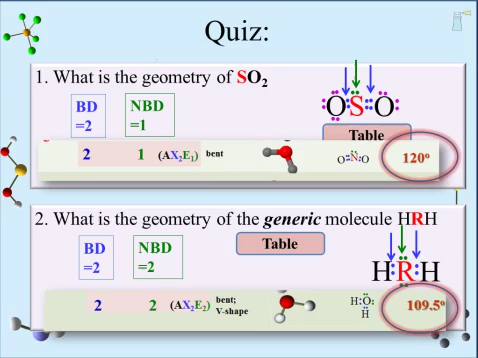 Quiz:
1. What is the geometry of SO2
BD =2
NBD =1
O S O
Table
2 1 (AX2E1) bent
O N O
120º
2. What is the geometry of the generic molecule HRH
BD =2
NBD =2
Table
H R H
2 2 (AX2E2) bent; V-shape
H:O:
H
109.5º